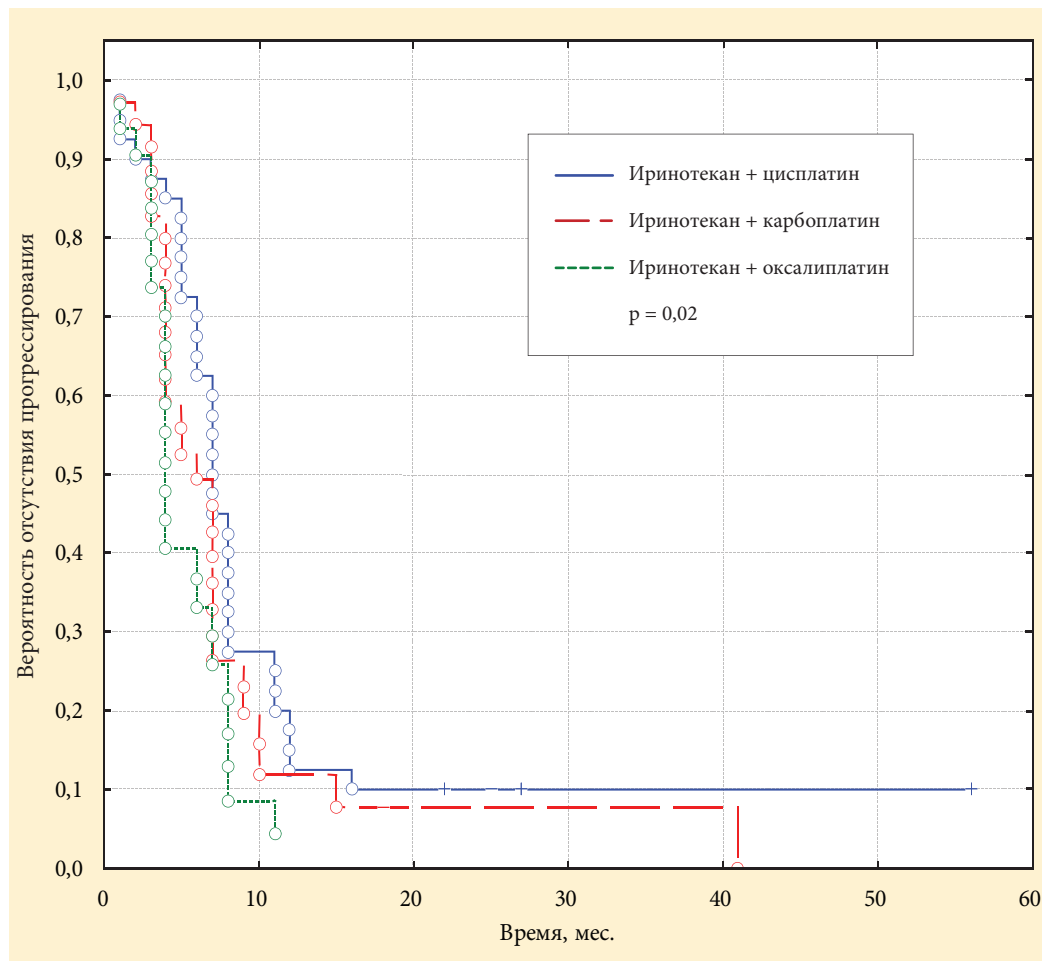 Вероятность отсутствия прогрессирования
1,0
0,9
0,8
0,7
0,6
0,5
0,4
0,3
0,2
0,1
0,0
Иринотекан + цисплатин
Иринотекан + карбоплатин
Иринотекан + оксалиплатин
p = 0,02
0 10 20 30 40 50 60
Время, мес.